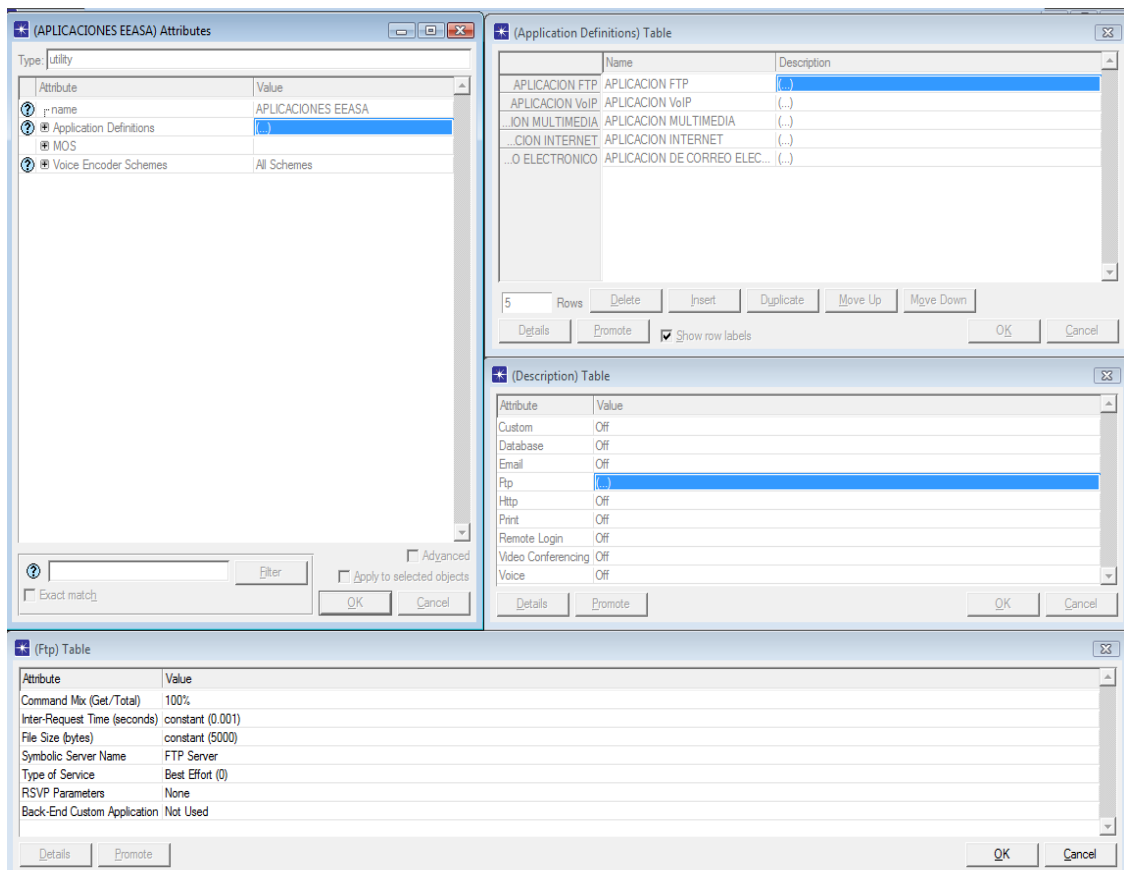 (APLICACIONES EEASA) Attributes
Type: utility
Attribute Value
name APLICACIONES EEASA
Application Definitions (...)
MOS
Voice Encoder Schemes All Schemes
Advanced
Filter
Apply to selected objects
Exact match
OK Cancel
(Application Definitions) Table
Name Description
APLICACION FTP APLICACION FTP (...)
APLICACION VoIP APLICACION VoIP (...)
...ION MULTIMEDIA APLICACION MULTIMEDIA (...)
...CION INTERNET APLICACION INTERNET (...)
...O ELECTRONICO APLICACION DE CORREO ELEC... (...)
5 Rows Delete Insert Duplicate Move Up Move Down
Details Promote Show row labels OK Cancel
(Description) Table
Attribute Value
Custom Off
Database Off
Email Off
Ftp (...)
Http Off
Print Off
Remote Login Off
Video Conferencing Off
Voice Off
Details Promote OK Cancel
(Ftp) Table
Attribute Value
Command Mix (Get/Total) 100%
Inter-Request Time (seconds) constant (0.001)
File Size (bytes) constant (5000)
Symbolic Server Name FTP Server
Type of Service Best Effort (0)
RSVP Parameters None
Back-End Custom Application Not Used
Details Promote OK Cancel